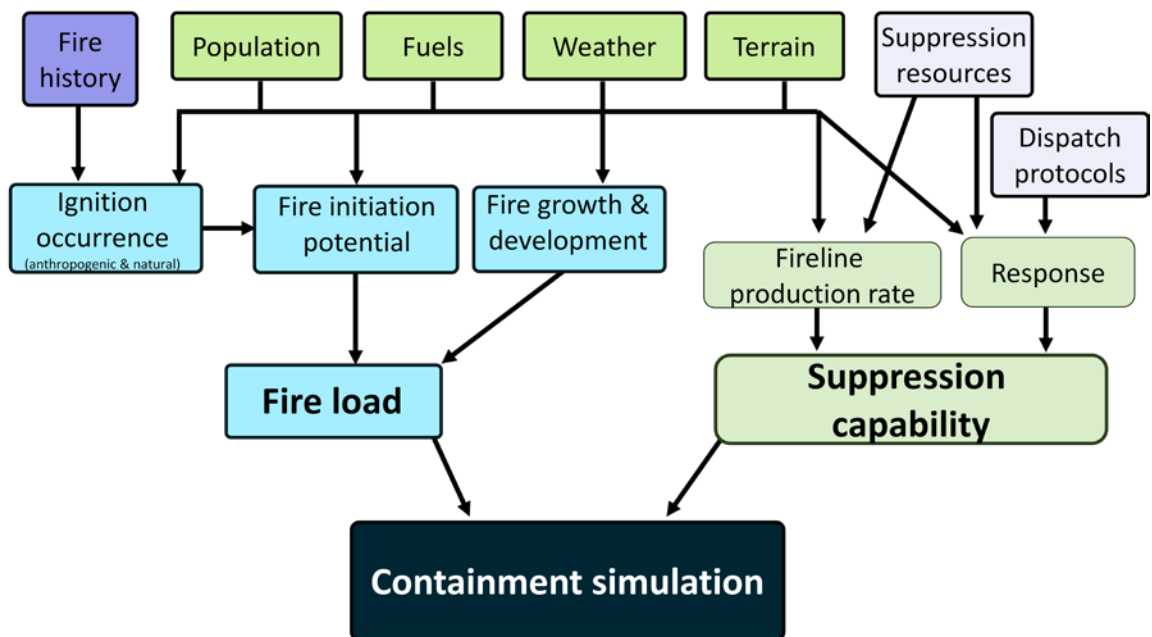 Fire
history
Population
Fuels
Weather
Terrain
Suppression
resources
Dispatch
protocols
Ignition
occurrence
(anthropogenic & natural)
Fire initiation
potential
Fire growth &
development
Fireline
production rate
Response
Fire load
Suppression
capability
Containment simulation